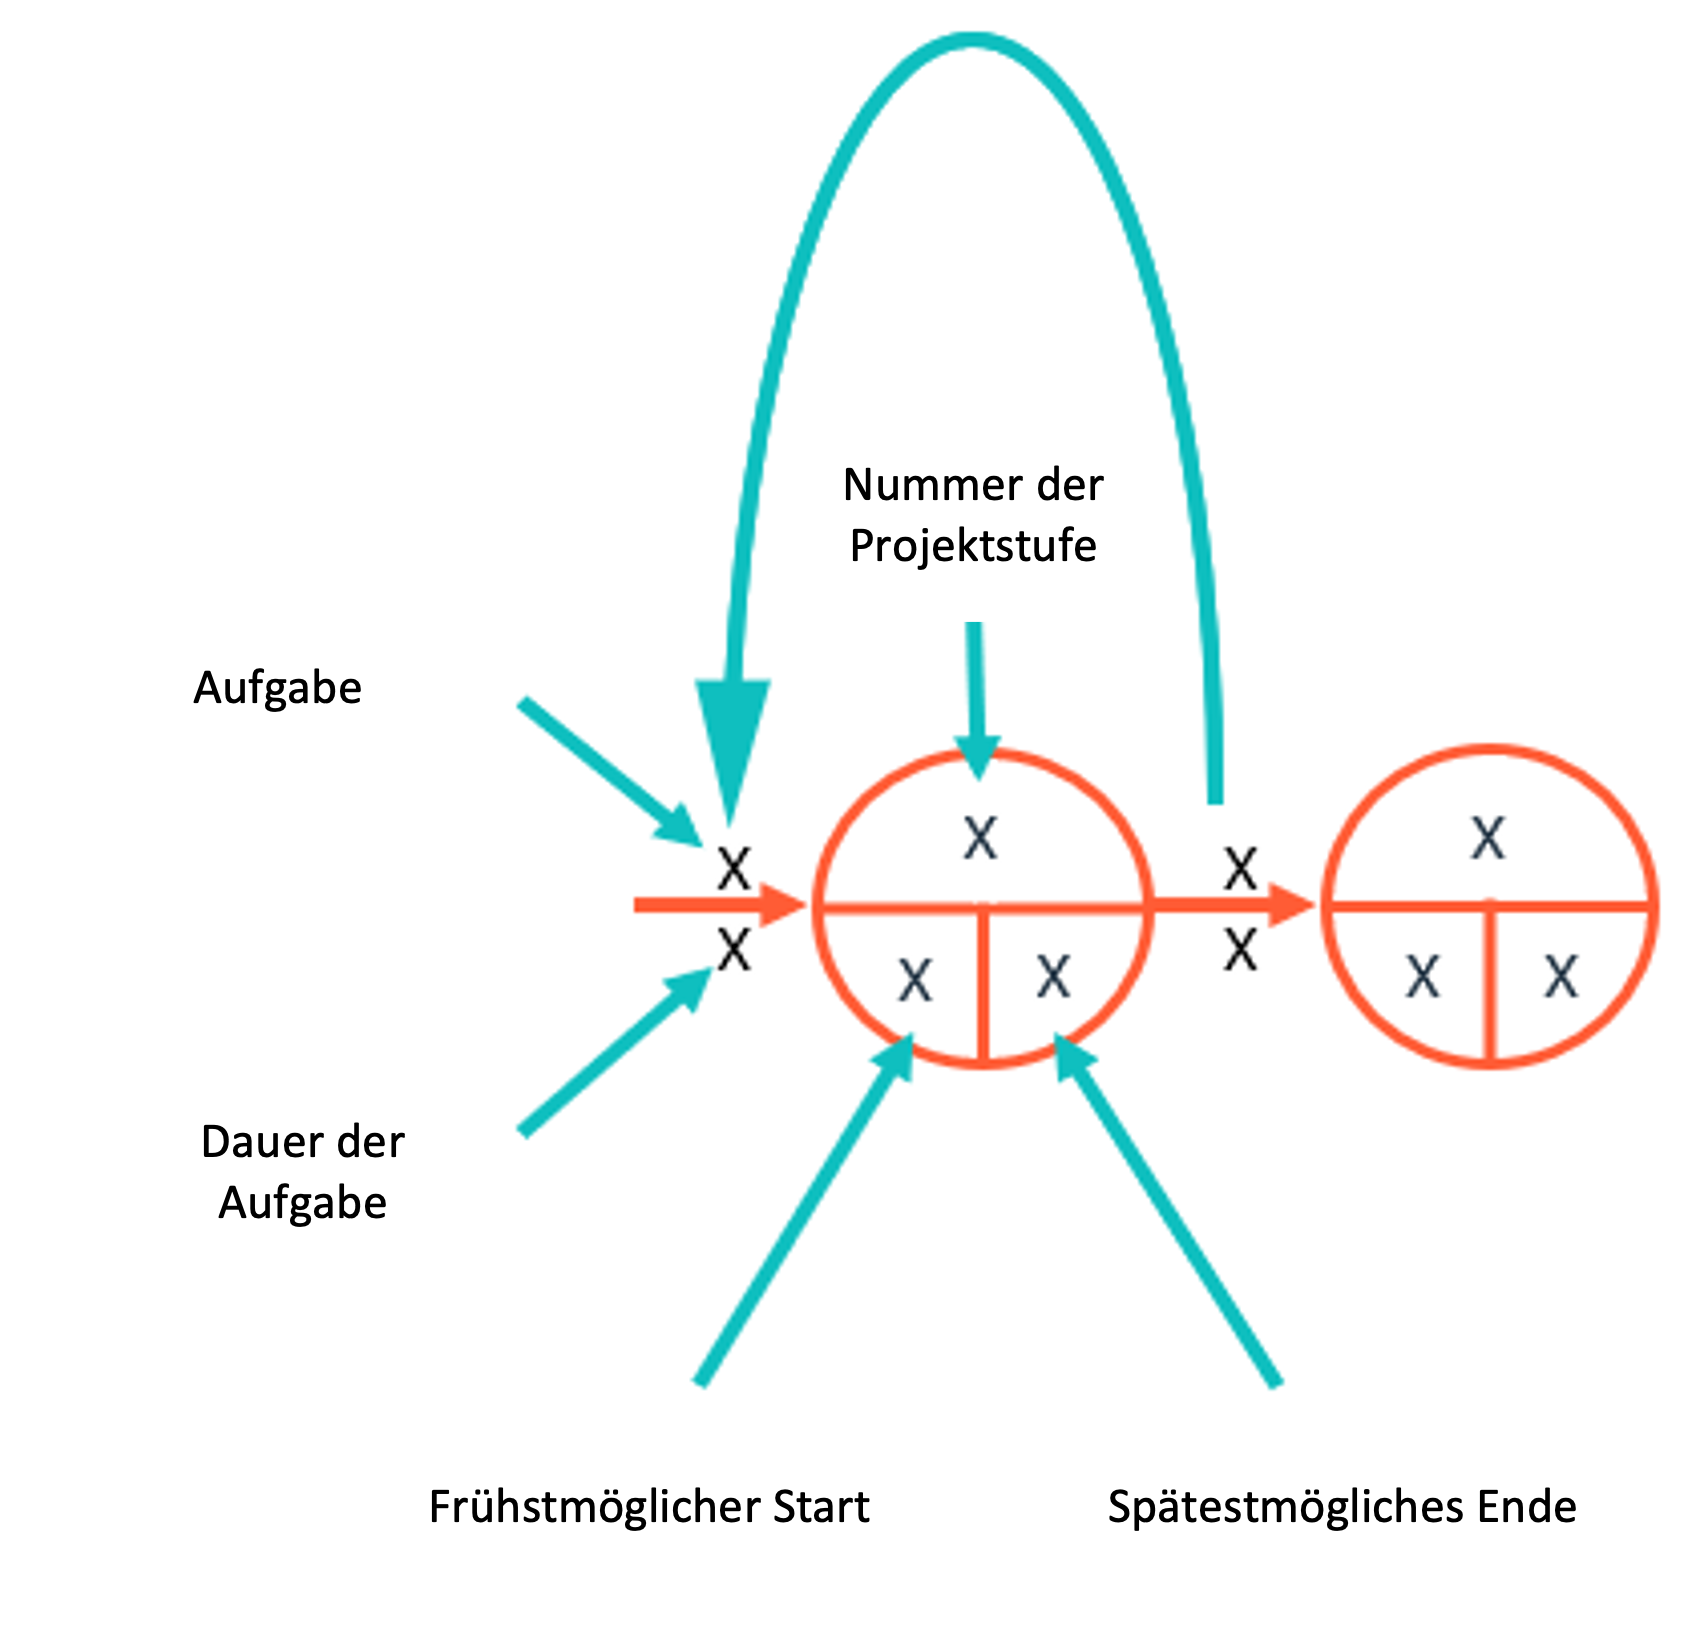 Nummer der
Projektstufe
Aufgabe
X
X
X
X
X
X
X
X
X
X
Dauer der
Aufgabe
Frühstmöglicher Start
Spätestmögliches Ende